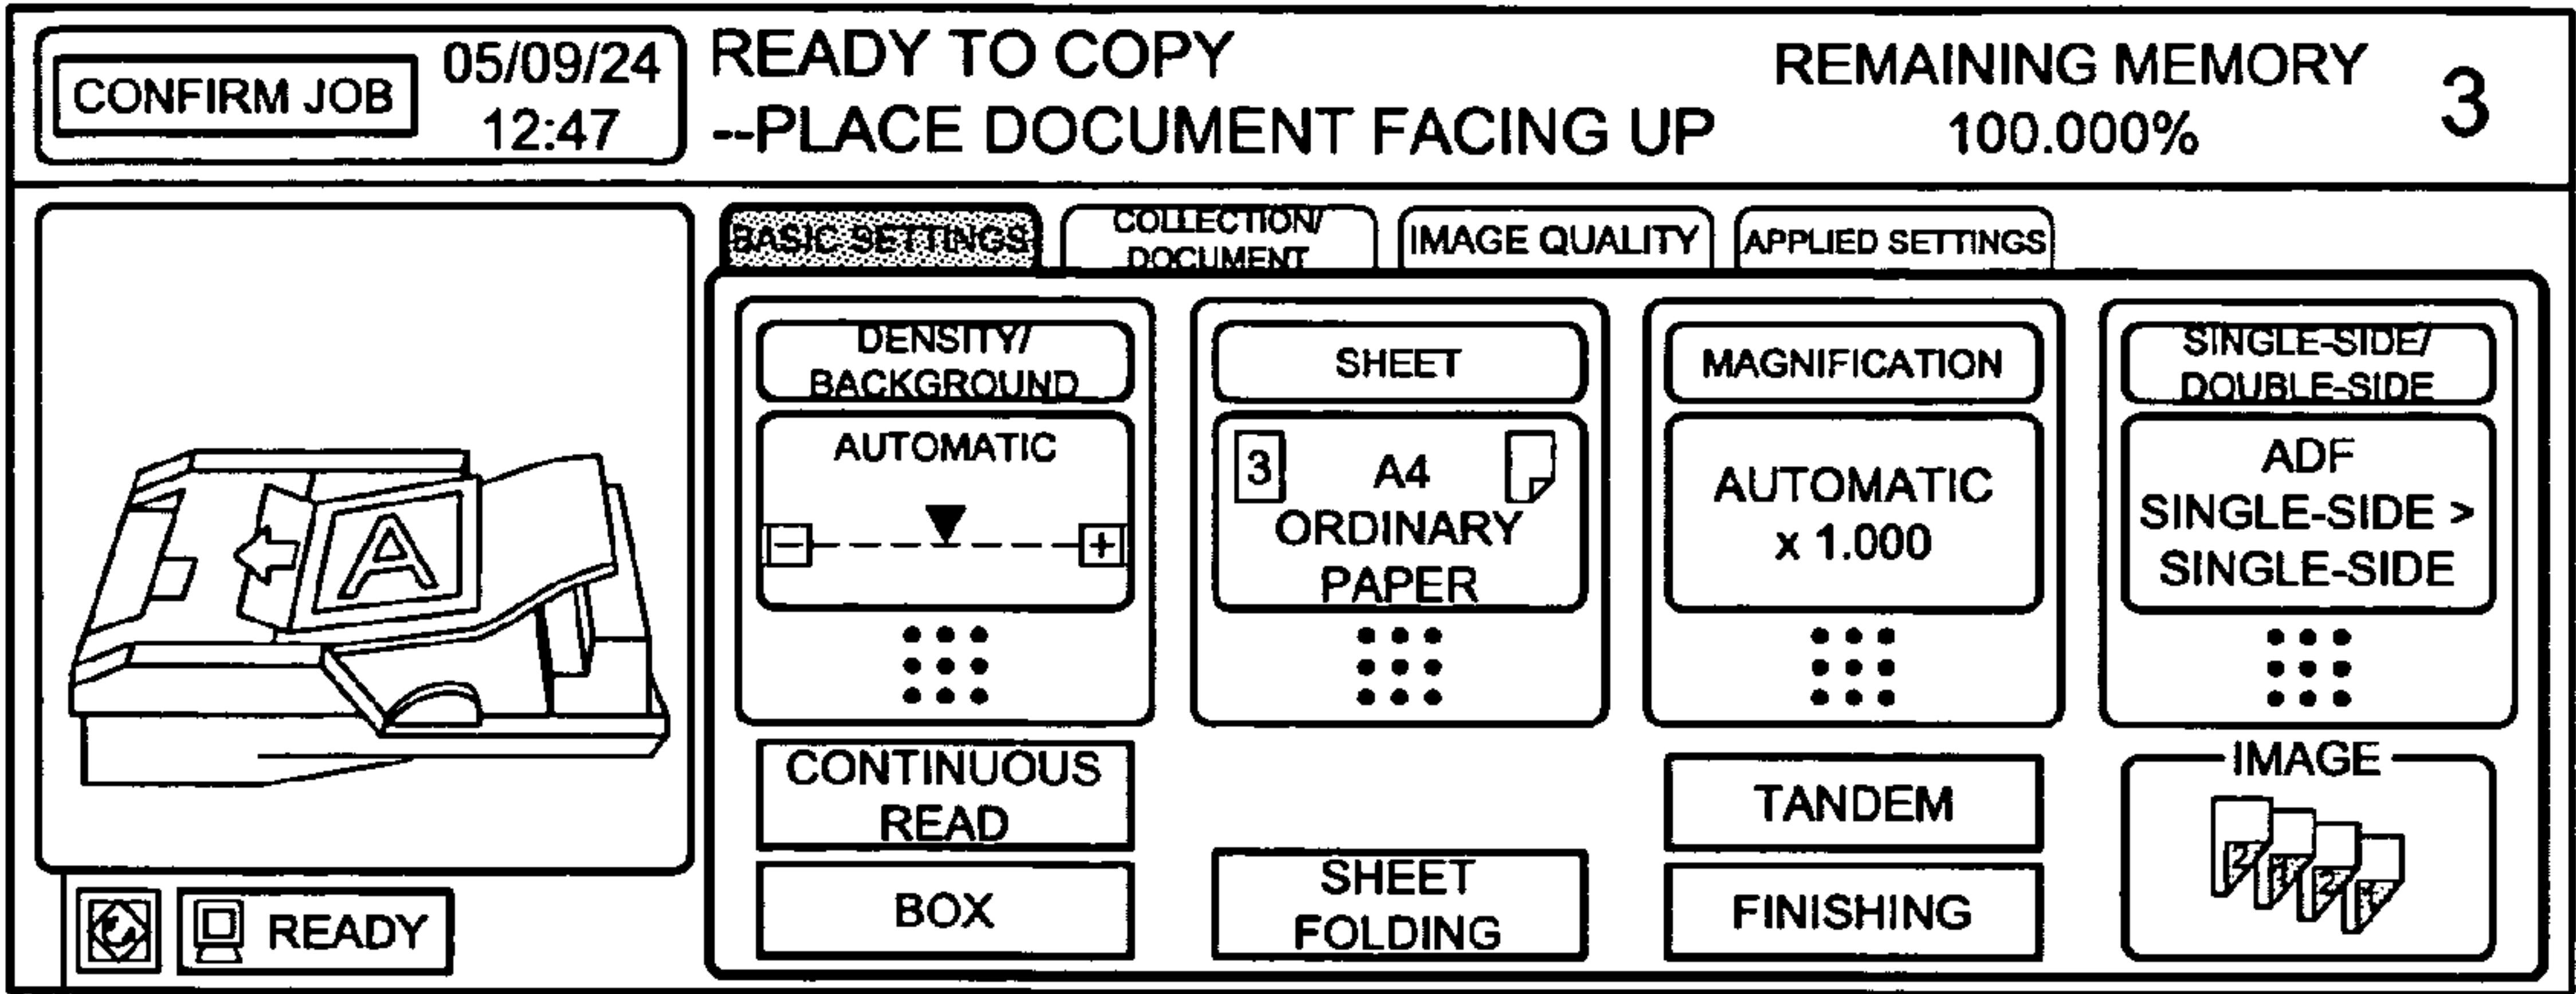 CONFIRM JOB
05/09/24
12:47
READY TO COPY
--PLACE DOCUMENT FACING UP
REMAINING MEMORY
100.000%
3
BASIC SETTINGS
COLLECTION/
DOCUMENT
IMAGE QUALITY
APPLIED SETTINGS
A
DENSITY/
BACKGROUND
AUTOMATIC
− +
SHEET
3 A4
ORDINARY
PAPER
MAGNIFICATION
AUTOMATIC
x 1.000
SINGLE-SIDE/
DOUBLE-SIDE
ADF
SINGLE-SIDE >
SINGLE-SIDE
CONTINUOUS
READ
BOX
SHEET
FOLDING
TANDEM
FINISHING
IMAGE
READY